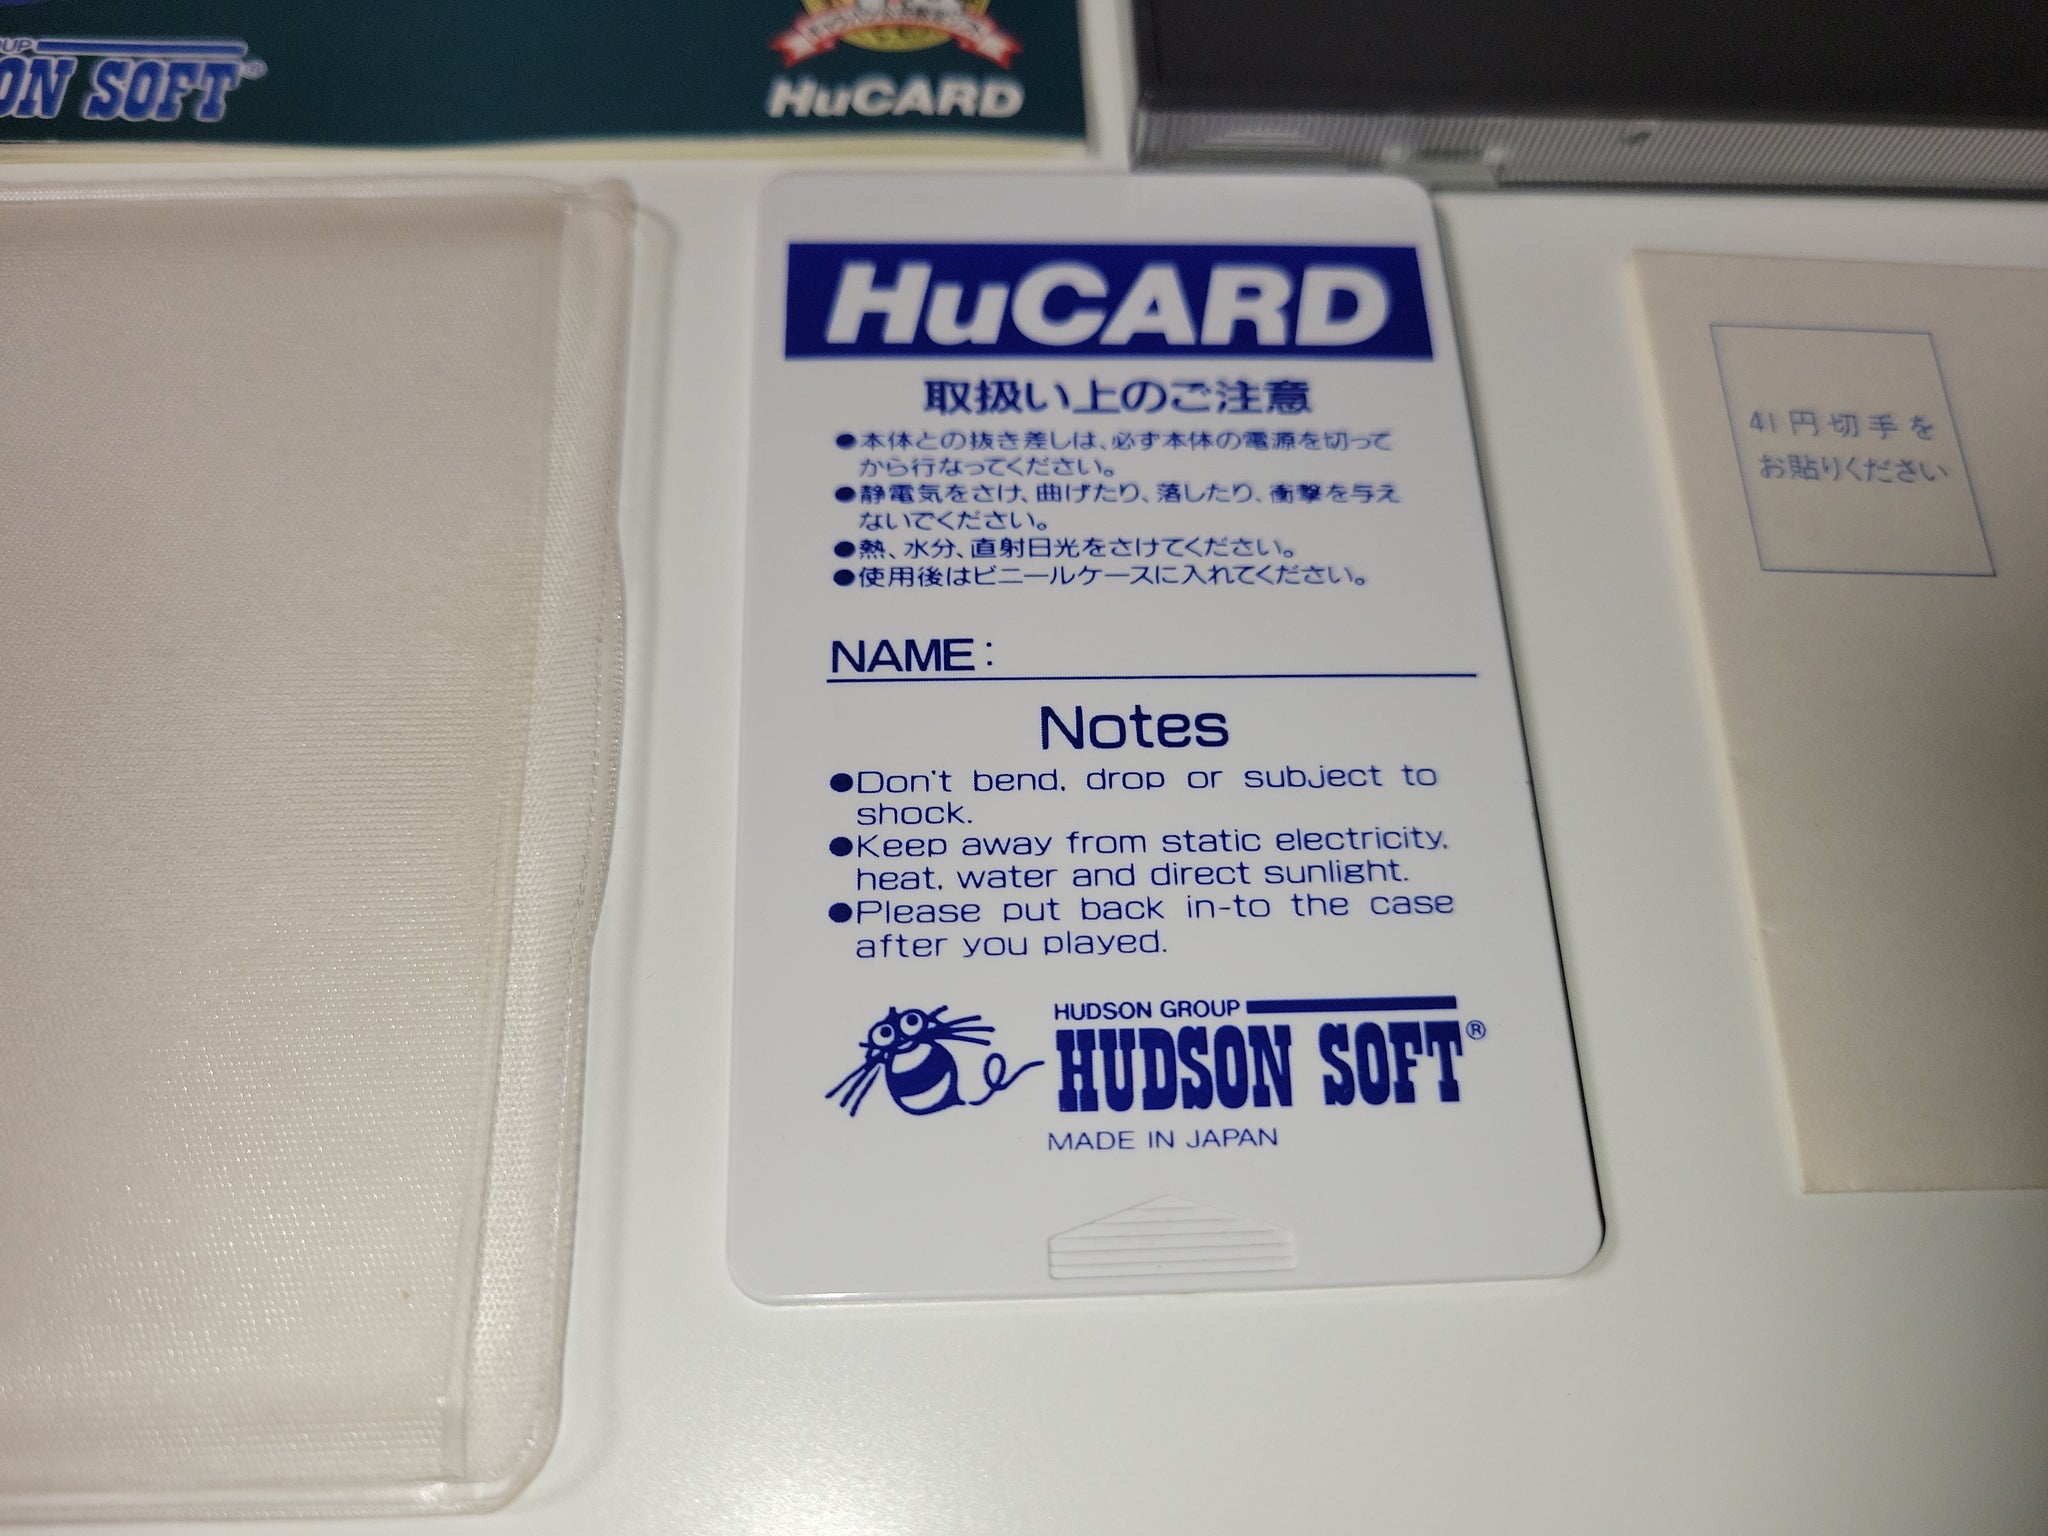 UP
ON SOFT®
HuCARD
HuCARD
取扱い上のご注意
●本体との抜き差しは、必ず本体の電源を切って
から行なってください。
●静電気をさけ、曲げたり、落したり、衝撃を与え
ないでください。
●熱、水分、直射日光をさけてください。
●使用後はビニールケースに入れてください。
NAME:
Notes
●Don't bend, drop or subject to
shock.
●Keep away from static electricity,
heat, water and direct sunlight.
●Please put back in-to the case
after you played.
HUDSON GROUP
HUDSON SOFT®
MADE IN JAPAN
41円切手を
お貼りください